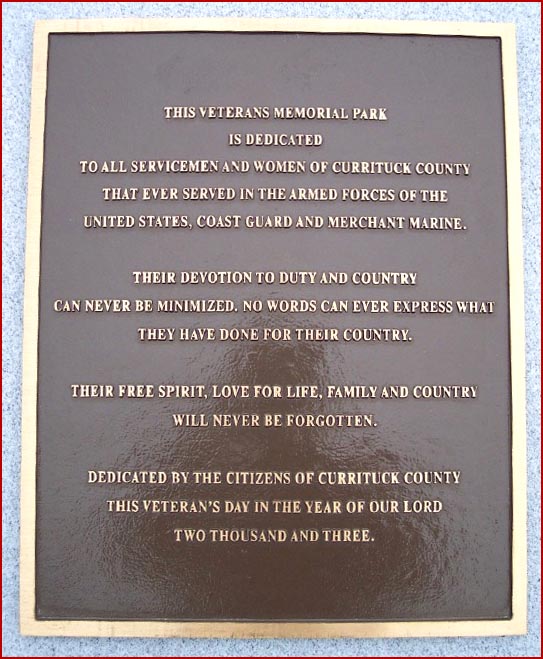 THIS VETERANS MEMORIAL PARK
IS DEDICATED
TO ALL SERVICEMEN AND WOMEN OF CURRITUCK COUNTY
THAT EVER SERVED IN THE ARMED FORCES OF THE
UNITED STATES, COAST GUARD AND MERCHANT MARINE.
THEIR DEVOTION TO DUTY AND COUNTRY
CAN NEVER BE MINIMIZED. NO WORDS CAN EVER EXPRESS WHAT
THEY HAVE DONE FOR THEIR COUNTRY.
THEIR FREE SPIRIT, LOVE FOR LIFE, FAMILY AND COUNTRY
WILL NEVER BE FORGOTTEN.
DEDICATED BY THE CITIZENS OF CURRITUCK COUNTY
THIS VETERAN'S DAY IN THE YEAR OF OUR LORD
TWO THOUSAND AND THREE.